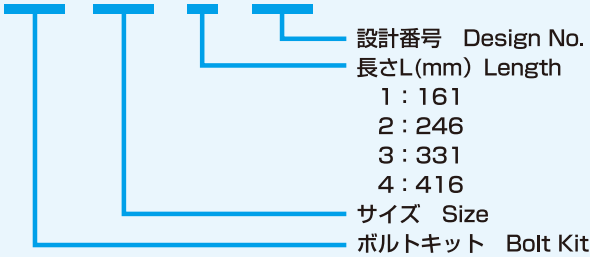 設計番号　Design No.
長さL(mm）Length
1：161
2：246
3：331
4：416
サイズ　Size
ボルトキット　Bolt Kit